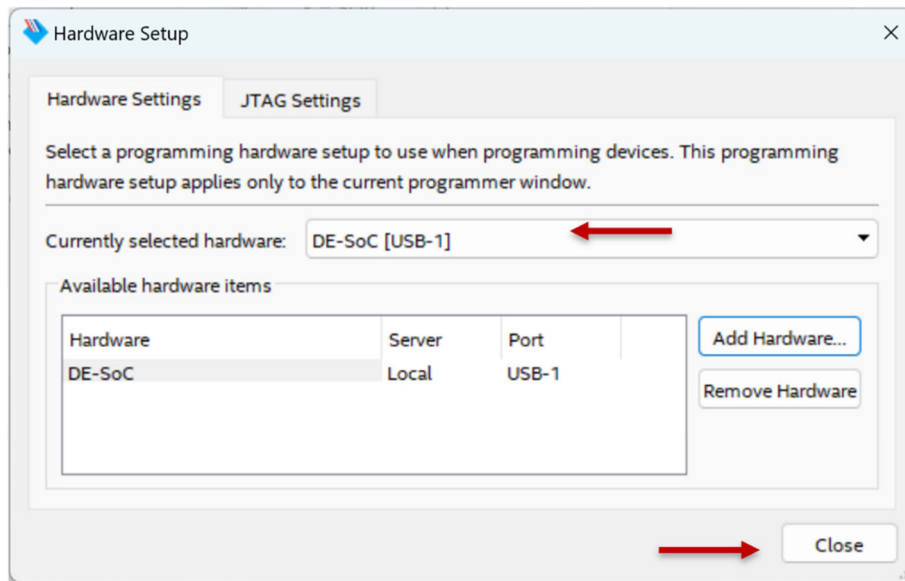 Hardware Setup
Hardware Settings
JTAG Settings
Select a programming hardware setup to use when programming devices. This programming
hardware setup applies only to the current programmer window.
Currently selected hardware:
DE-SoC [USB-1]
Available hardware items
Hardware
Server
Port
Add Hardware...
DE-SoC
Local
USB-1
Remove Hardware
Close